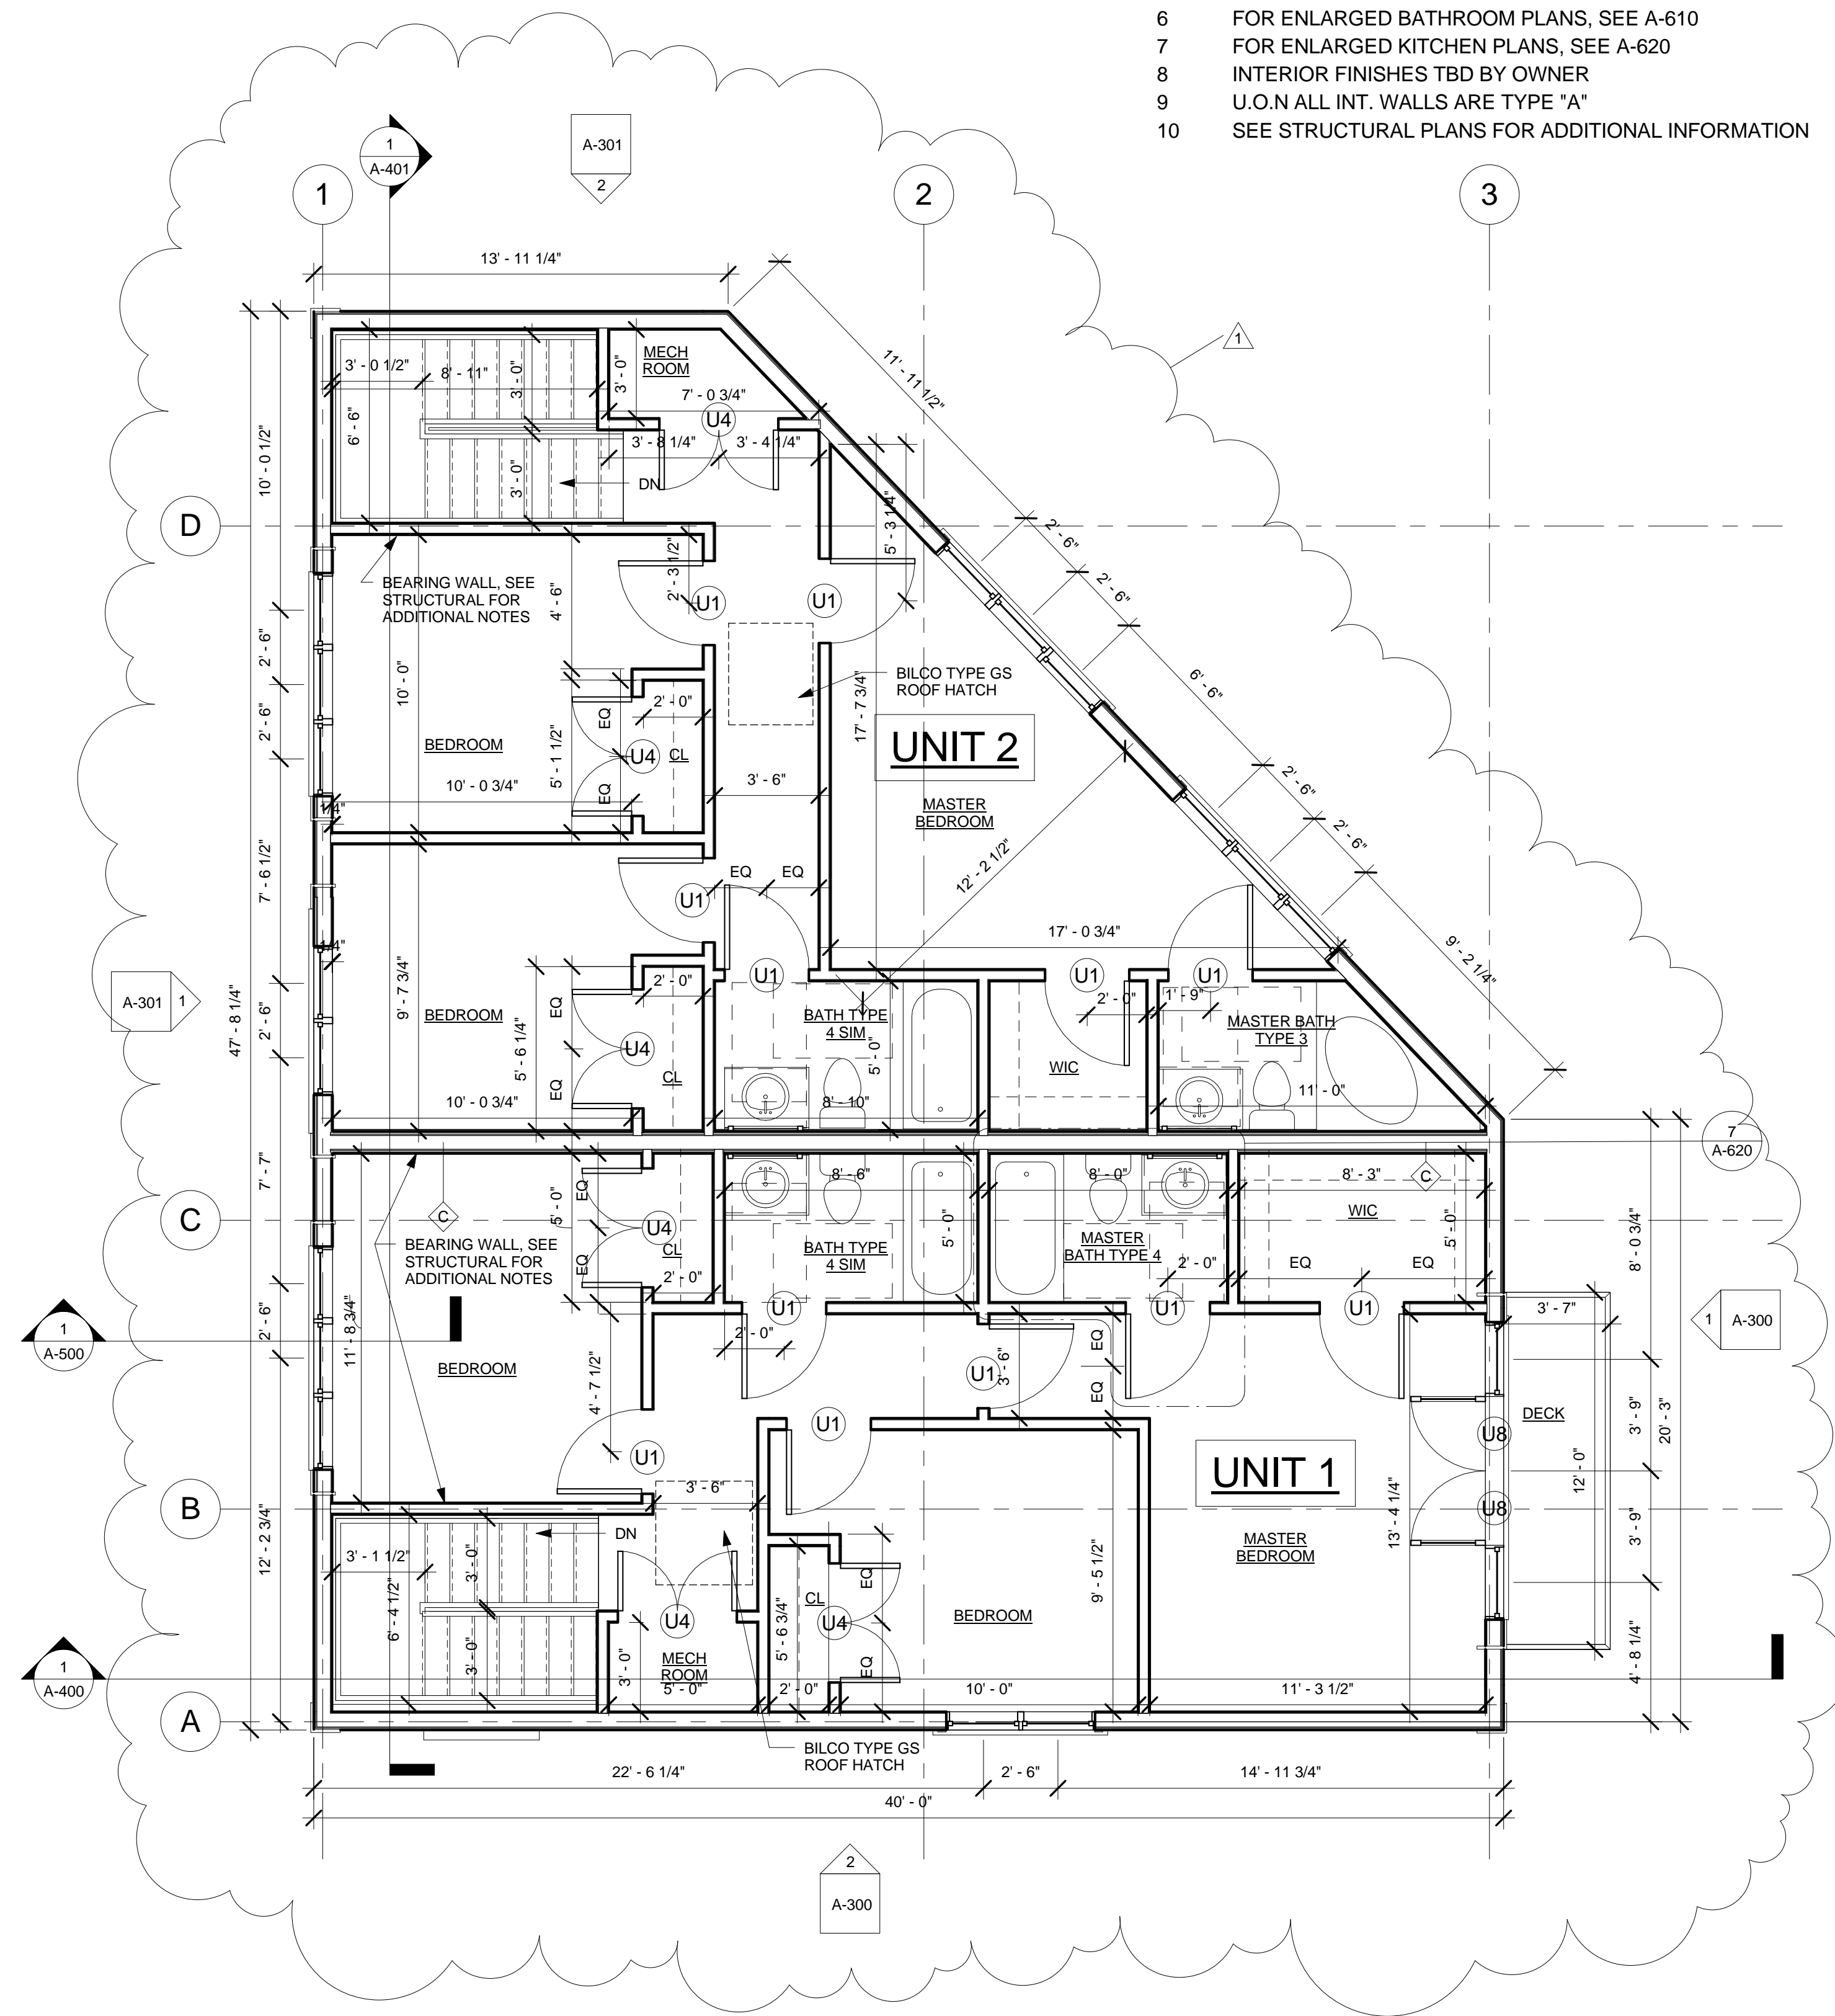 6 FOR ENLARGED BATHROOM PLANS, SEE A-610
7 FOR ENLARGED KITCHEN PLANS, SEE A-620
8 INTERIOR FINISHES TBD BY OWNER
9 U.O.N ALL INT. WALLS ARE TYPE "A"
10 SEE STRUCTURAL PLANS FOR ADDITIONAL INFORMATION
1
A-401
A-301
2
1
2
3
13' - 11 1/4"
11' - 11 1/2"
1
MECH
ROOM
3' - 0 1/2"
8' - 11"
3' - 0"
3' - 0"
7' - 0 3/4"
U4
6' - 6"
3' - 8 1/4"
3' - 4 1/4"
3' - 0"
DN
10' - 0 1/2"
D
5' - 3 1/4"
2' - 6"
2' - 6"
BEARING WALL, SEE
STRUCTURAL FOR
ADDITIONAL NOTES
4' - 6"
2' - 3 1/2"
U1
U1
2' - 6"
10' - 0"
BILCO TYPE GS
ROOF HATCH
17' - 7 3/4"
6' - 6"
2' - 6"
2' - 0"
EQ
BEDROOM
5' - 1 1/2"
U4
CL
UNIT 2
10' - 0 3/4"
EQ
3' - 6"
MASTER
BEDROOM
2' - 6"
2' - 6"
1/4"
7' - 6 1/2"
12' - 2 1/2"
EQ
EQ
U1
1/4"
17' - 0 3/4"
9' - 2 1/4"
A-301
1
47' - 8 1/4"
9' - 7 3/4"
2' - 0"
U1
U1
U1
2' - 6"
BEDROOM
EQ
5' - 6 1/4"
U4
CL
BATH TYPE
4 SIM
5' - 0"
2' - 0"
1' - 9"
MASTER BATH
TYPE 3
WIC
10' - 0 3/4"
EQ
8' - 10"
11' - 0"
7
A-620
7' - 7"
C
C
EQ
5' - 0"
EQ
U4
CL
2' - 0"
8' - 6"
8' - 0"
8' - 3"
C
WIC
5' - 0"
5' - 0"
8' - 0 3/4"
BATH TYPE
4 SIM
MASTER
BATH TYPE 4
2' - 0"
EQ
EQ
BEARING WALL, SEE
STRUCTURAL FOR
ADDITIONAL NOTES
U1
U1
U1
3' - 7"
1
A-300
1
A-500
2' - 6"
11' - 8 3/4"
2' - 0"
EQ
3' - 6"
U1
EQ
BEDROOM
4' - 7 1/2"
U1
U1
DECK
U8
3' - 9"
20' - 3"
UNIT 1
3' - 6"
12' - 0"
13' - 4 1/4"
B
U8
DN
12' - 2 3/4"
3' - 1 1/2"
3' - 0"
6' - 4 1/2"
MASTER
BEDROOM
3' - 9"
9' - 5 1/2"
EQ
CL
U4
U4
BEDROOM
5' - 6 3/4"
3' - 0"
3' - 0"
MECH
ROOM
EQ
1
A-400
4' - 8 1/4"
5' - 0"
2' - 0"
10' - 0"
11' - 3 1/2"
A
BILCO TYPE GS
ROOF HATCH
22' - 6 1/4"
2' - 6"
14' - 11 3/4"
40' - 0"
2
A-300